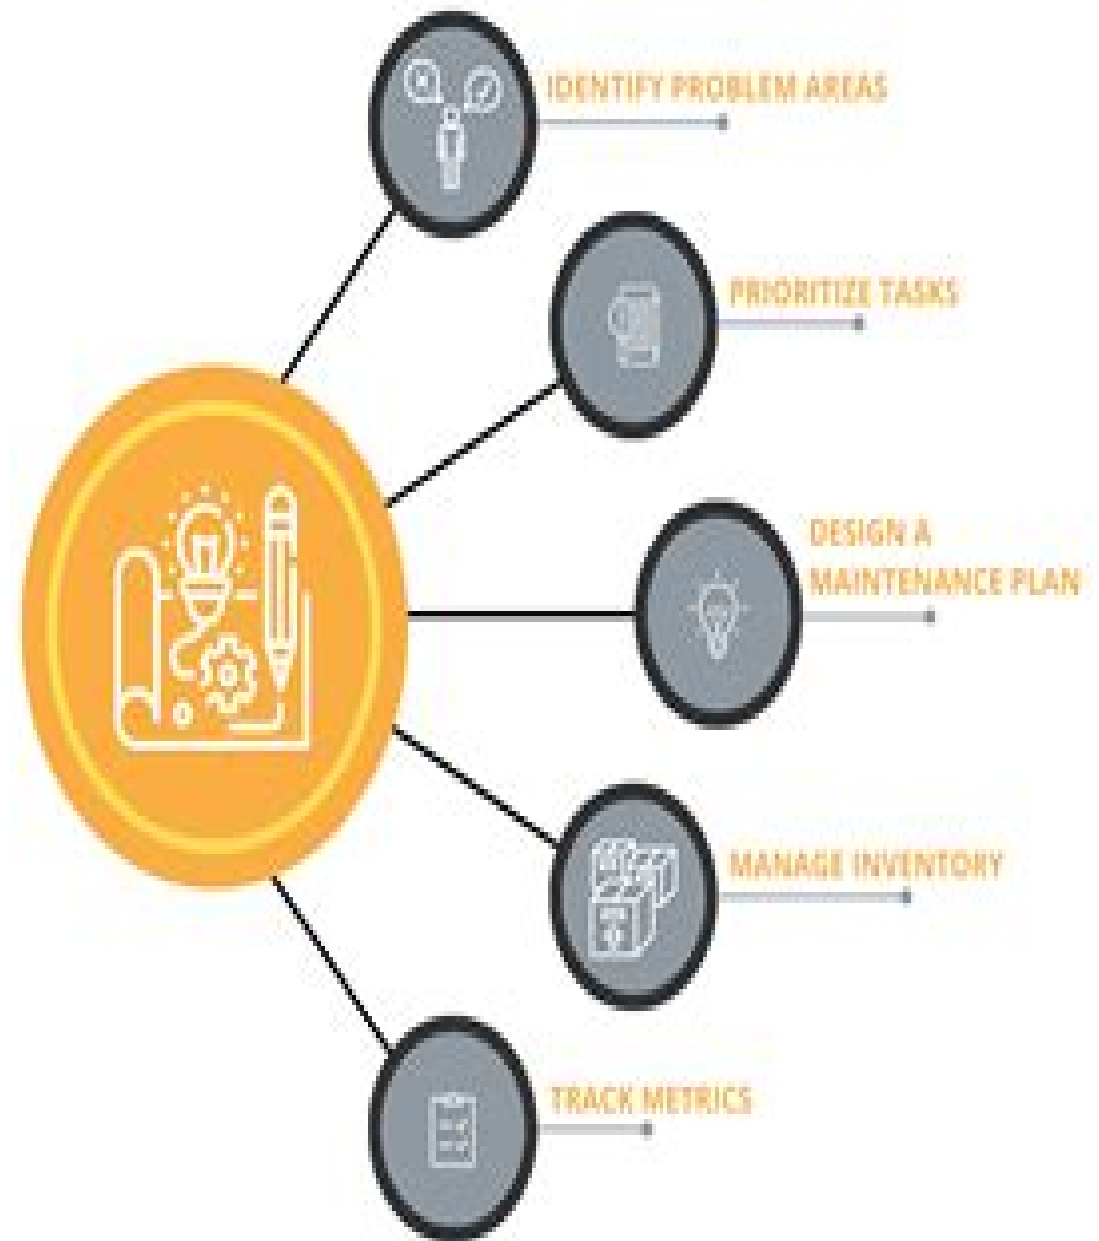 IDENTIFY PROBLEM AREAS
PRIORITIZE TASKS
DESIGN A
MAINTENANCE PLAN
MANAGE INVENTORY
TRACK METRICS